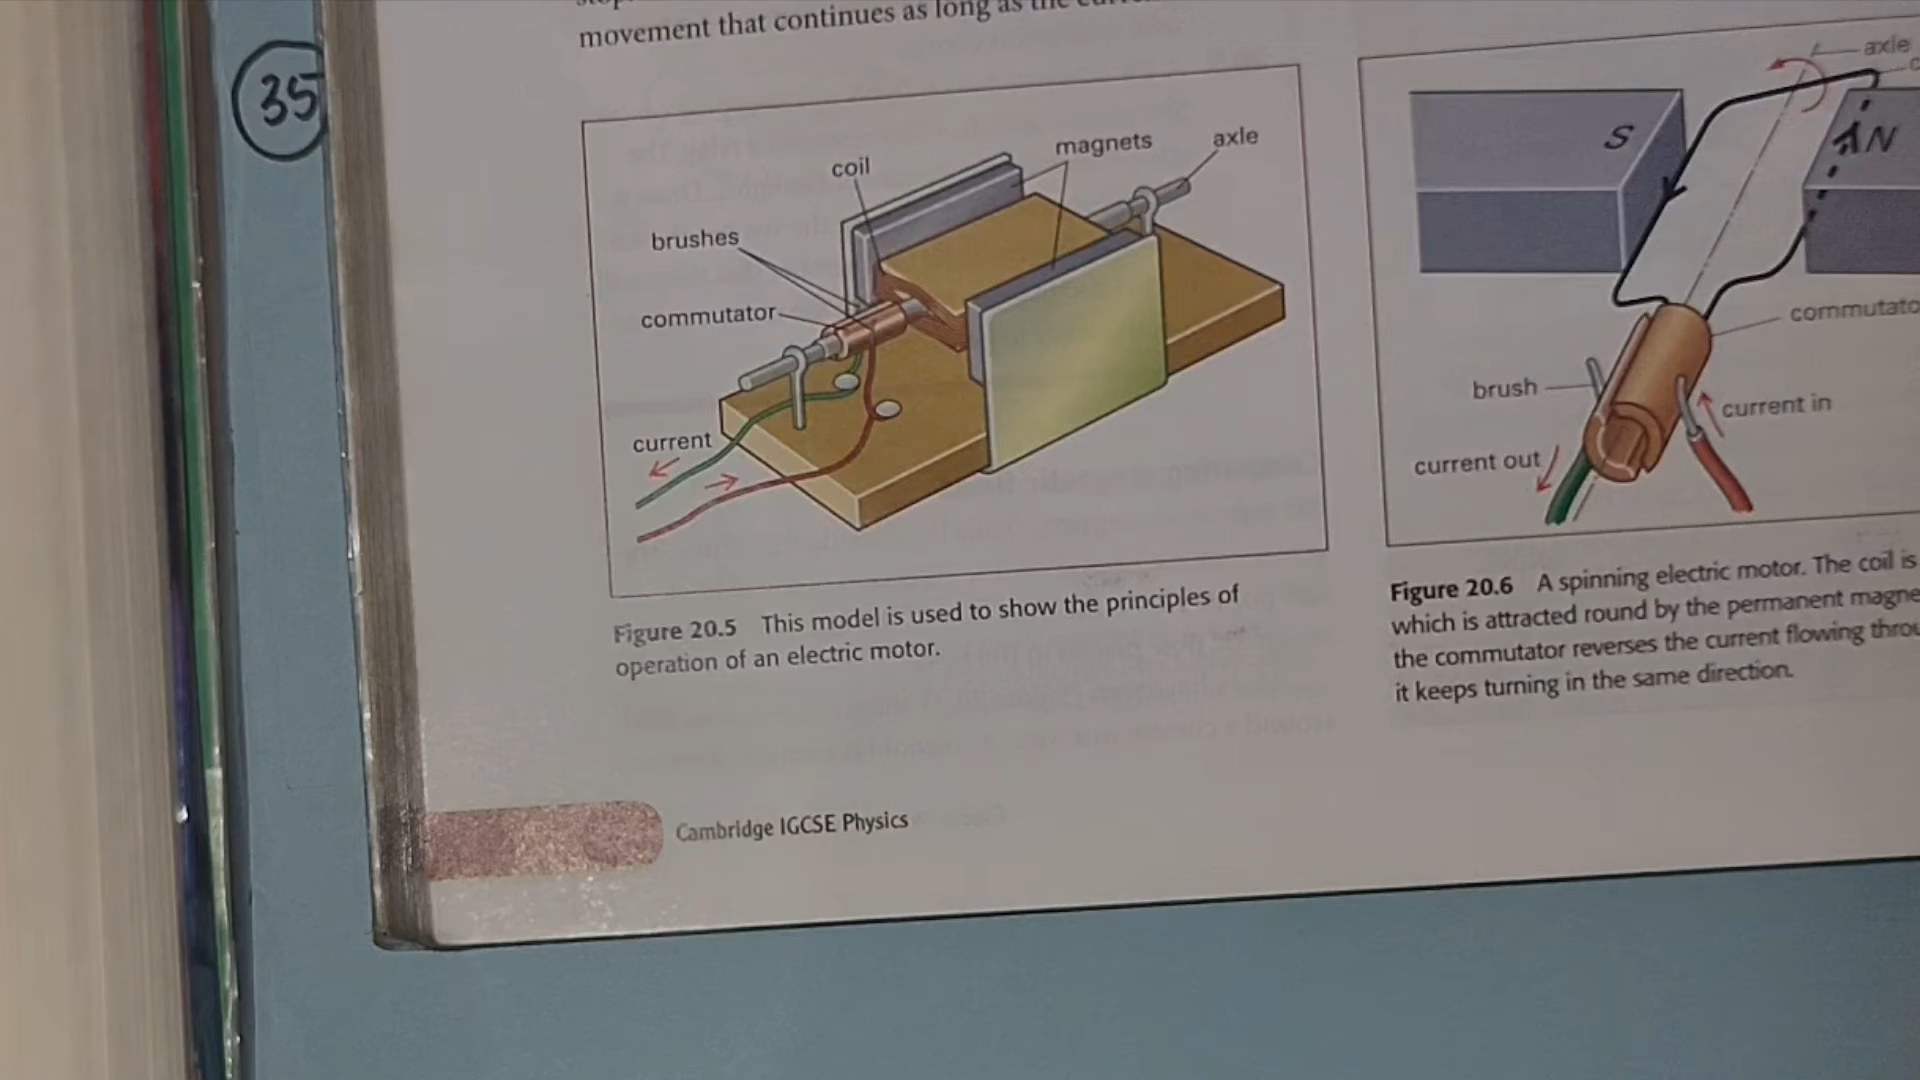 35
movement that continues as long as the
coil
magnets
axle
brushes
commutator
current
Figure 20.5 This model is used to show the principles of
operation of an electric motor.
axle
S
N
brush
current in
current out
Figure 20.6 A spinning electric motor. The coil is
which is attracted round by the permanent
the commutator reverses the current flowing
it keeps turning in the same direction.
Cambridge IGCSE Physics